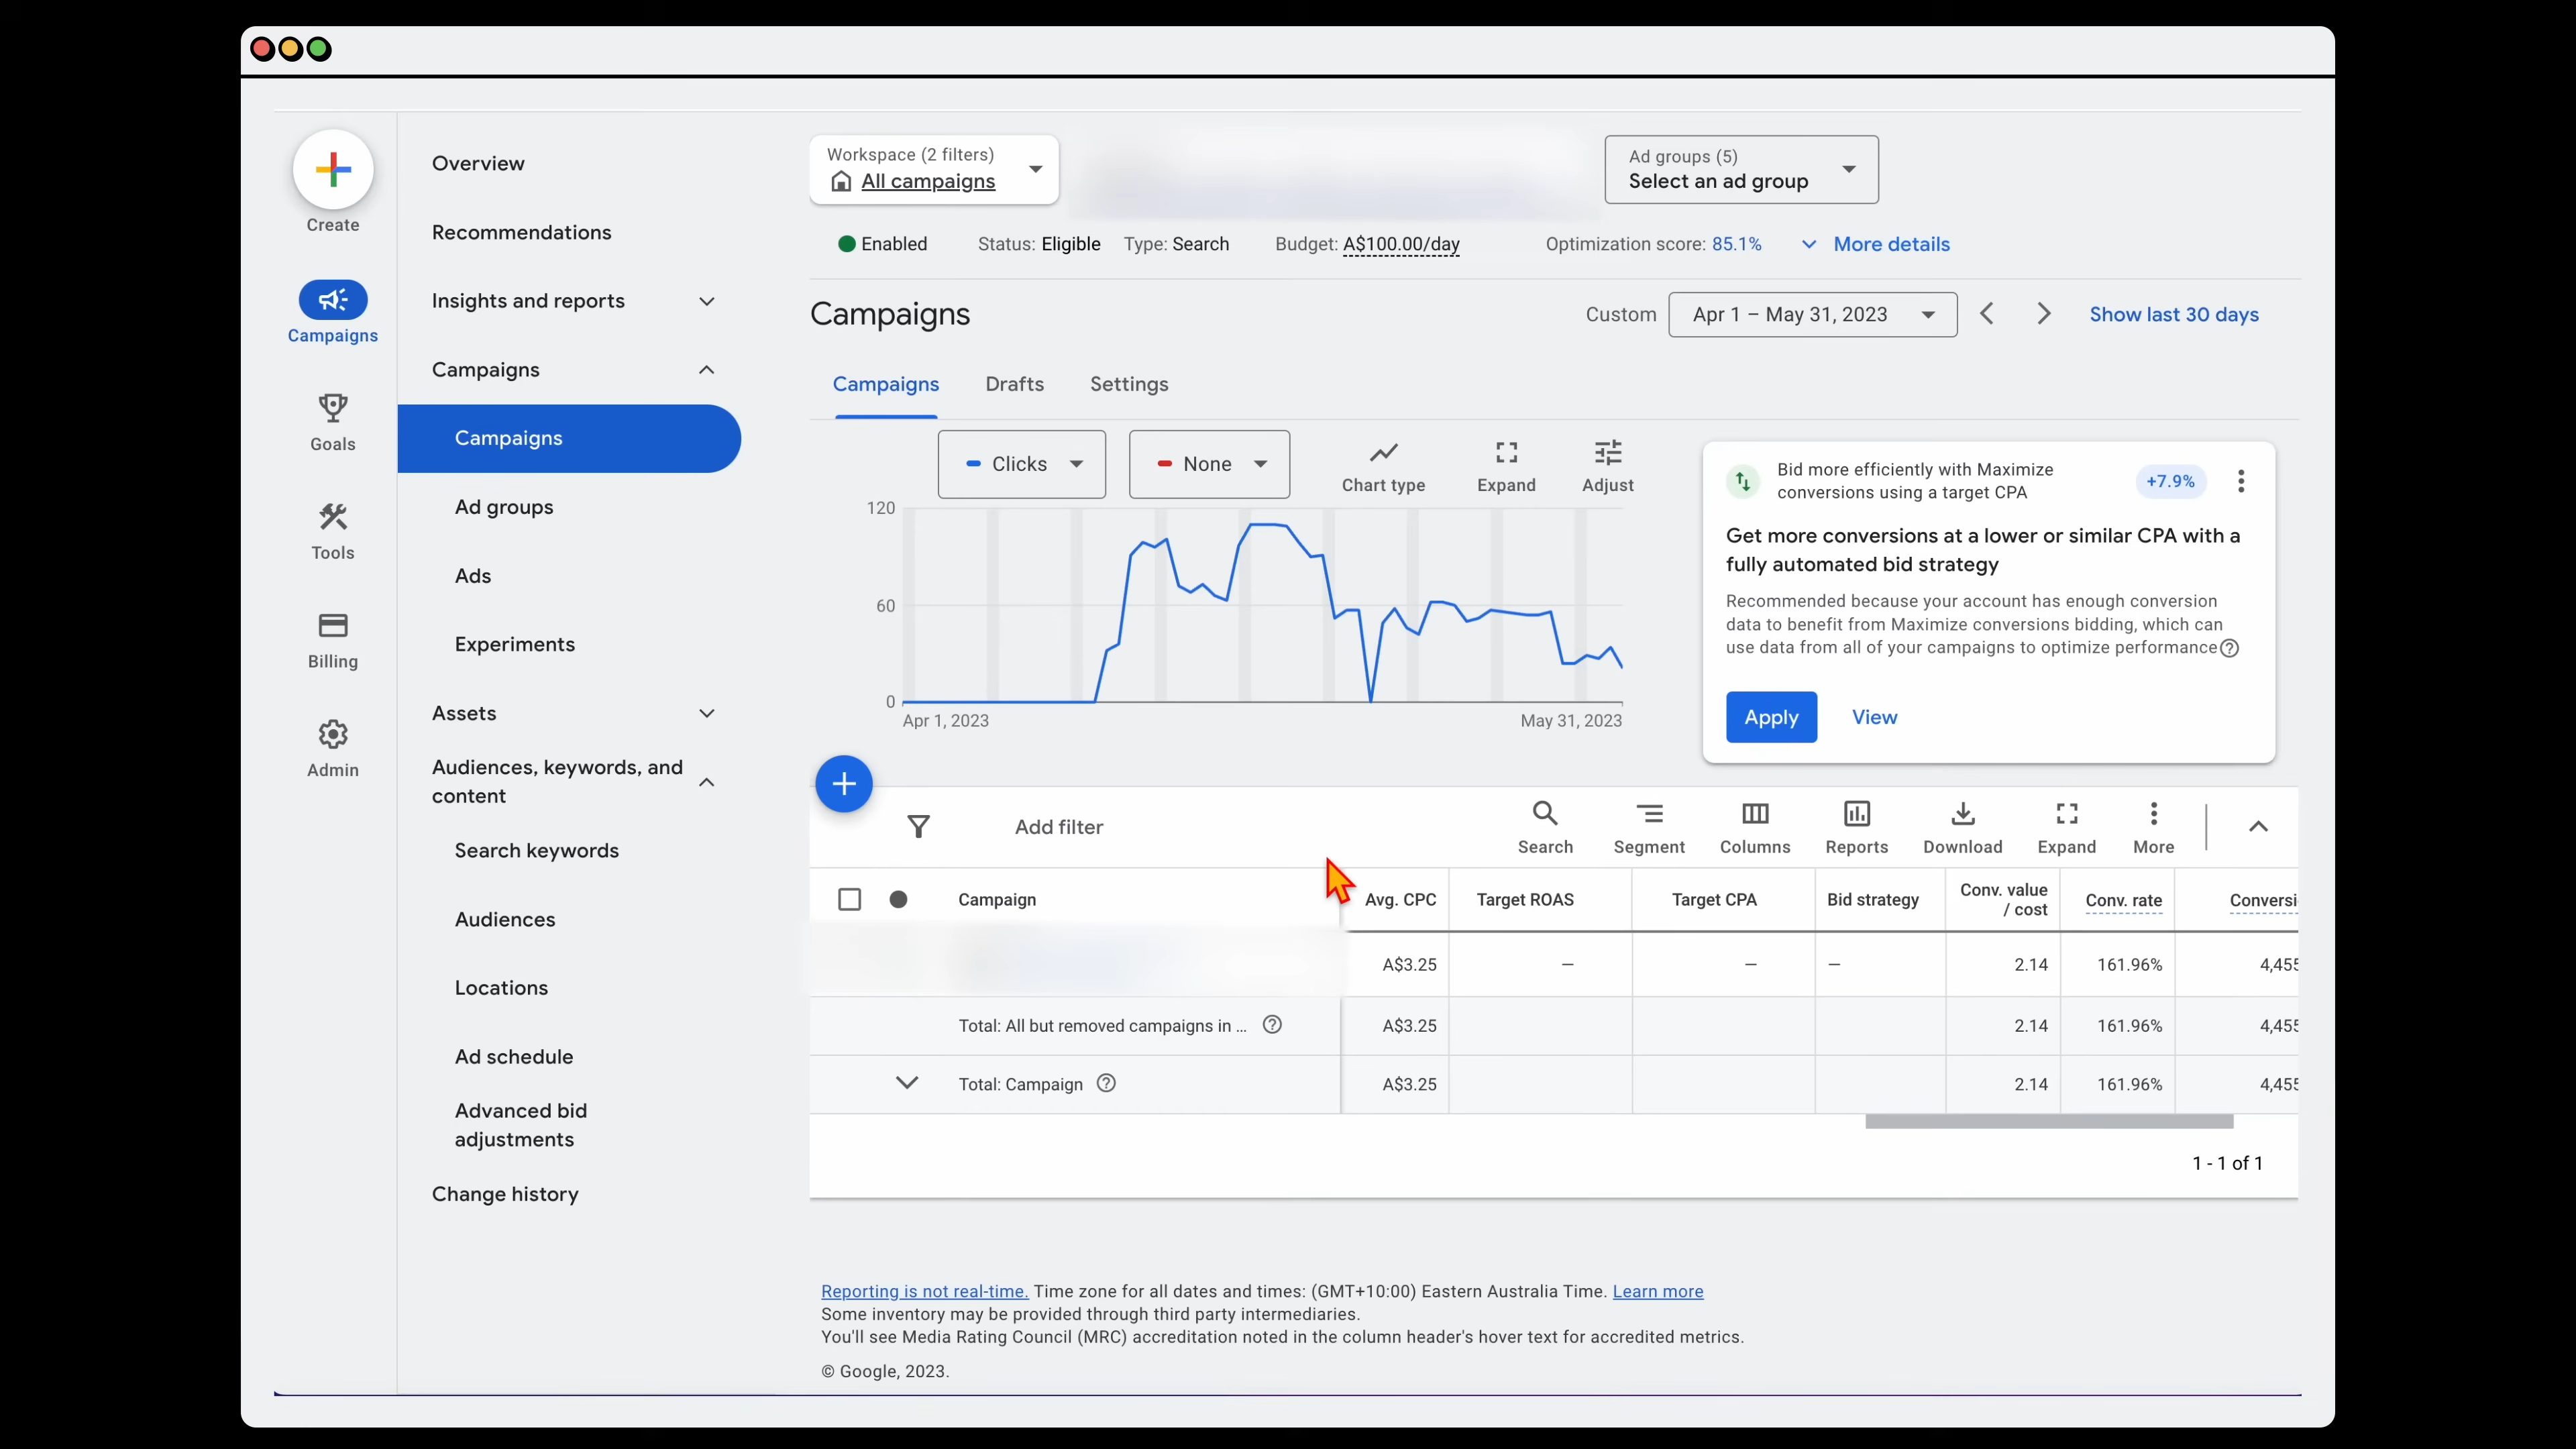 Create
Campaigns
Goals
Tools
Billing
Admin
Overview
Recommendations
Insights and reports
Campaigns
Campaigns
Ad groups
Ads
Experiments
Assets
Audiences, keywords, and
content
Search keywords
Audiences
Locations
Ad schedule
Advanced bid
adjustments
Change history
Workspace (2 filters)
All campaigns
Ad groups (5)
Select an ad group
Enabled Status: Eligible Type: Search Budget: A$100.00/day Optimization score: 85.1% More details
Campaigns
Custom Apr 1 – May 31, 2023 Show last 30 days
Campaigns Drafts Settings
Clicks None Chart type Expand Adjust
120
60
0
Apr 1, 2023 May 31, 2023
Bid more efficiently with Maximize
conversions using a target CPA
+7.9%
Get more conversions at a lower or similar CPA with a
fully automated bid strategy
Recommended because your account has enough conversion
data to benefit from Maximize conversions bidding, which can
use data from all of your campaigns to optimize performance
Apply View
Add filter Search Segment Columns Reports Download Expand More
Campaign Avg. CPC Target ROAS Target CPA Bid strategy Conv. value / cost Conv. rate Conversi
A$3.25 — — — 2.14 161.96% 4,455
Total: All but removed campaigns in ... A$3.25 2.14 161.96% 4,455
Total: Campaign A$3.25 2.14 161.96% 4,455
1 - 1 of 1
Reporting is not real-time. Time zone for all dates and times: (GMT+10:00) Eastern Australia Time. Learn more
Some inventory may be provided through third party intermediaries.
You'll see Media Rating Council (MRC) accreditation noted in the column header's hover text for accredited metrics.
© Google, 2023.